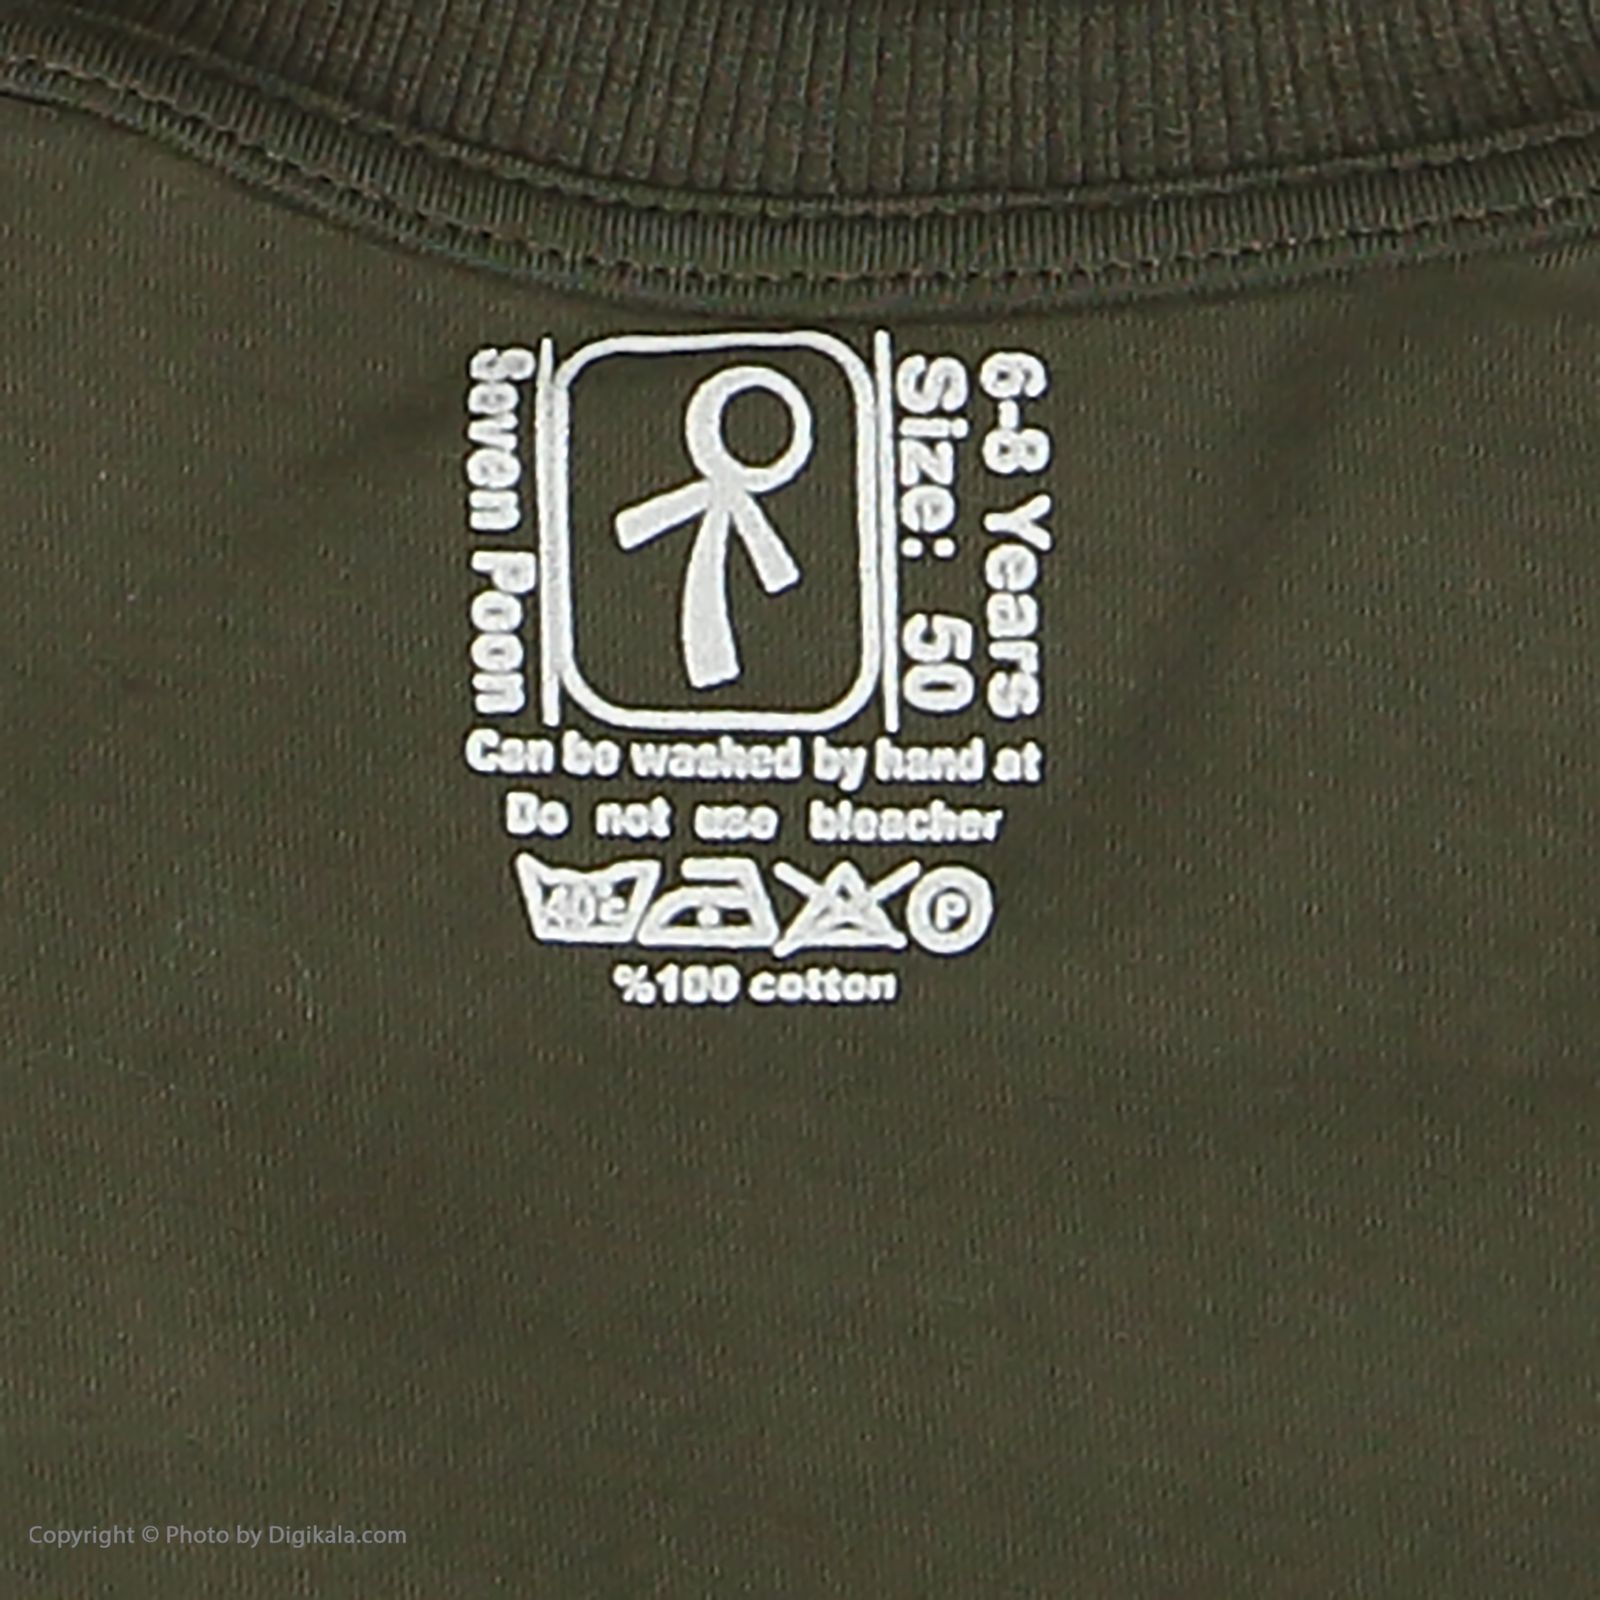 Seven Poon
6-8 Years
Size: 50
Can be washed by hand at
Do not use bleacher
40°
P
%100 cotton
Copyright © Photo by Digikala.com